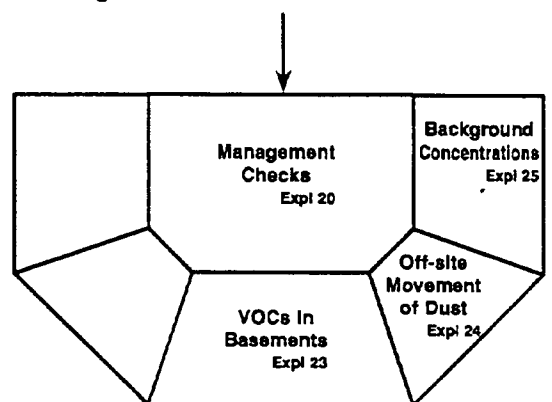 Management
Checks
Expl 20
Background
Concentrations
Expl 25
Off-site
Movement
of Dust
Expl 24
VOCs In
Basements
Expl 23